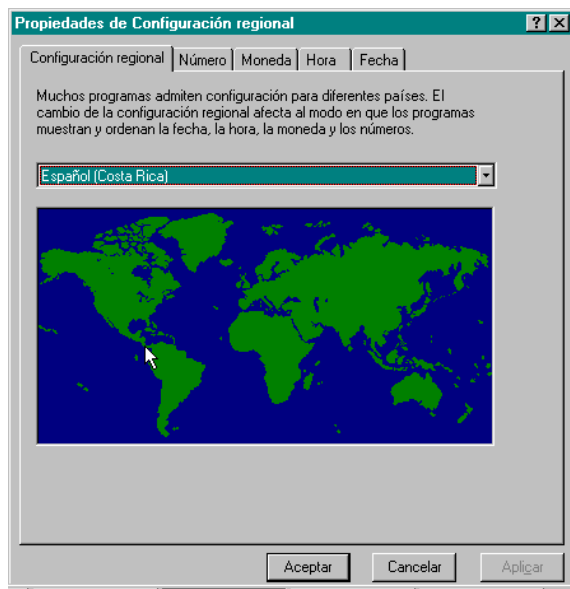 Propiedades de Configuración regional
Configuración regional Número Moneda Hora Fecha
Muchos programas admiten configuración para diferentes países. El
cambio de la configuración regional afecta al modo en que los programas
muestran y ordenan la fecha, la hora, la moneda y los números.
Español (Costa Rica)
Aceptar Cancelar Aplicar